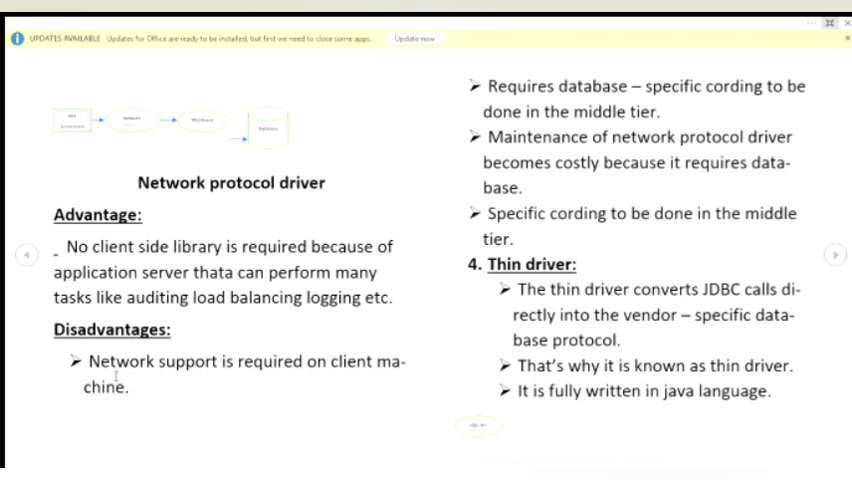 UPDATES AVAILABLE Updates for Office are ready to be installed, but first we need to close some apps. Update now
Database
Network protocol driver
Advantage:
No client side library is required because of
application server thata can perform many
tasks like auditing load balancing logging etc.
Disadvantages:
➢ Network support is required on client ma-
chine.
➢ Requires database – specific cording to be
done in the middle tier.
➢ Maintenance of network protocol driver
becomes costly because it requires data-
base.
➢ Specific cording to be done in the middle
tier.
4. Thin driver:
➢ The thin driver converts JDBC calls di-
rectly into the vendor – specific data-
base protocol.
➢ That's why it is known as thin driver.
➢ It is fully written in java language.